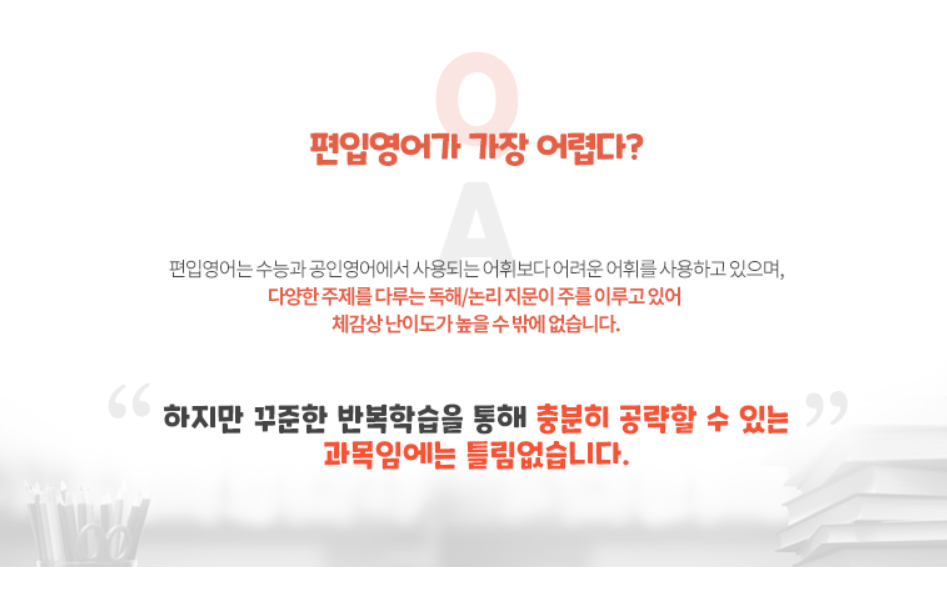 Q
편입영어가 가장 어렵다?
A
편입영어는 수능과 공인영어에서 사용되는 어휘보다 어려운 어휘를 사용하고 있으며,
다양한 주제를 다루는 독해/논리 지문이 주를 이루고 있어
체감상 난이도가 높을 수 밖에 없습니다.
“ 하지만 꾸준한 반복학습을 통해 충분히 공략할 수 있는 ”
과목임에는 틀림없습니다.